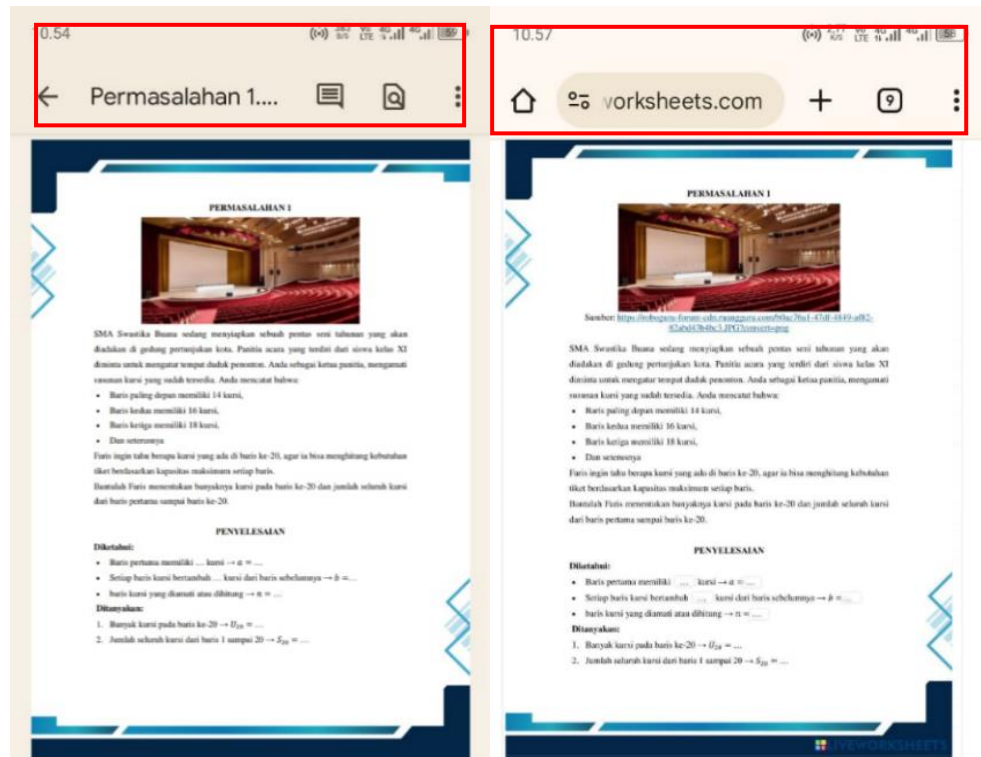 10.54
Permasalahan 1....
PERMASALAHAN 1
SMA Swastika Buana sedang menyiapkan sebuah pentas seni tahunan yang akan
diadakan di gedung pertunjukan kota. Panitia acara yang terdiri dari siswa kelas XI
diminta untuk mengatur tempat duduk penonton. Anda sebagai ketua panitia, mengamati
susunan kursi yang sudah tersedia. Anda mencatat bahwa:
• Baris paling depan memiliki 14 kursi,
• Baris kedua memiliki 16 kursi,
• Baris ketiga memiliki 18 kursi,
• Dan seterusnya
Faris ingin tahu berapa kursi yang ada di baris ke-20, agar ia bisa menghitung kebutuhan
tiket berdasarkan kapasitas maksimum setiap baris.
Bantulah Faris menentukan banyaknya kursi pada baris ke-20 dan jumlah seluruh kursi
dari baris pertama sampai baris ke-20.
PENYELESAIAN
Diketahui:
• Baris pertama memiliki … kursi → a = …
• Setiap baris kursi bertambah … kursi dari baris sebelumnya → b = …
• baris kursi yang diamati atau dihitung → n = …
Ditanyakan:
1. Banyak kursi pada baris ke-20 → U₂₀ = …
2. Jumlah seluruh kursi dari baris 1 sampai 20 → S₂₀ = …
10.57
vorksheets.com
9
PERMASALAHAN 1
Sumber:
SMA Swastika Buana sedang menyiapkan sebuah pentas seni tahunan yang akan
diadakan di gedung pertunjukan kota. Panitia acara yang terdiri dari siswa kelas XI
diminta untuk mengatur tempat duduk penonton. Anda sebagai ketua panitia, mengamati
susunan kursi yang sudah tersedia. Anda mencatat bahwa:
• Baris paling depan memiliki 14 kursi,
• Baris kedua memiliki 16 kursi,
• Baris ketiga memiliki 18 kursi,
• Dan seterusnya
Faris ingin tahu berapa kursi yang ada di baris ke-20, agar ia bisa menghitung kebutuhan
tiket berdasarkan kapasitas maksimum setiap baris.
Bantulah Faris menentukan banyaknya kursi pada baris ke-20 dan jumlah seluruh kursi
dari baris pertama sampai baris ke-20.
PENYELESAIAN
Diketahui:
• Baris pertama memiliki … kursi → a = …
• Setiap baris kursi bertambah … kursi dari baris sebelumnya → b = …
• baris kursi yang diamati atau dihitung → n = …
Ditanyakan:
1. Banyak kursi pada baris ke-20 → U₂₀ = …
2. Jumlah seluruh kursi dari baris 1 sampai 20 → S₂₀ = …
LIVEWORKSHEETS